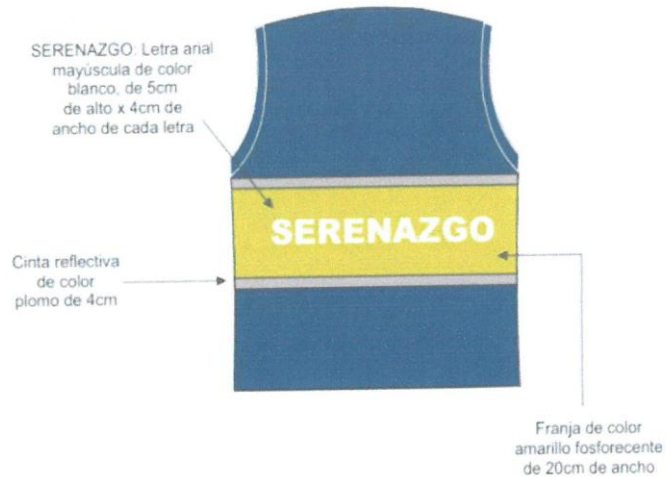 SERENAZGO: Letra arial
mayúscula de color
blanco, de 5cm
de alto x 4cm de
ancho de cada letra
SERENAZGO
Cinta reflectiva
de color
plomo de 4cm
Franja de color
amarillo fosforecente
de 20cm de ancho